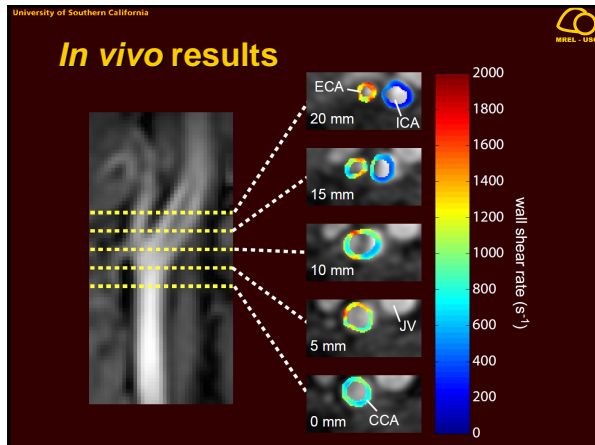 University of Southern California
MREL - USC
In vivo results
ECA
ICA
20 mm
15 mm
10 mm
5 mm
JV
0 mm
CCA
2000
1800
1600
1400
1200
1000
800
600
400
200
0
wall shear rate (s⁻¹)